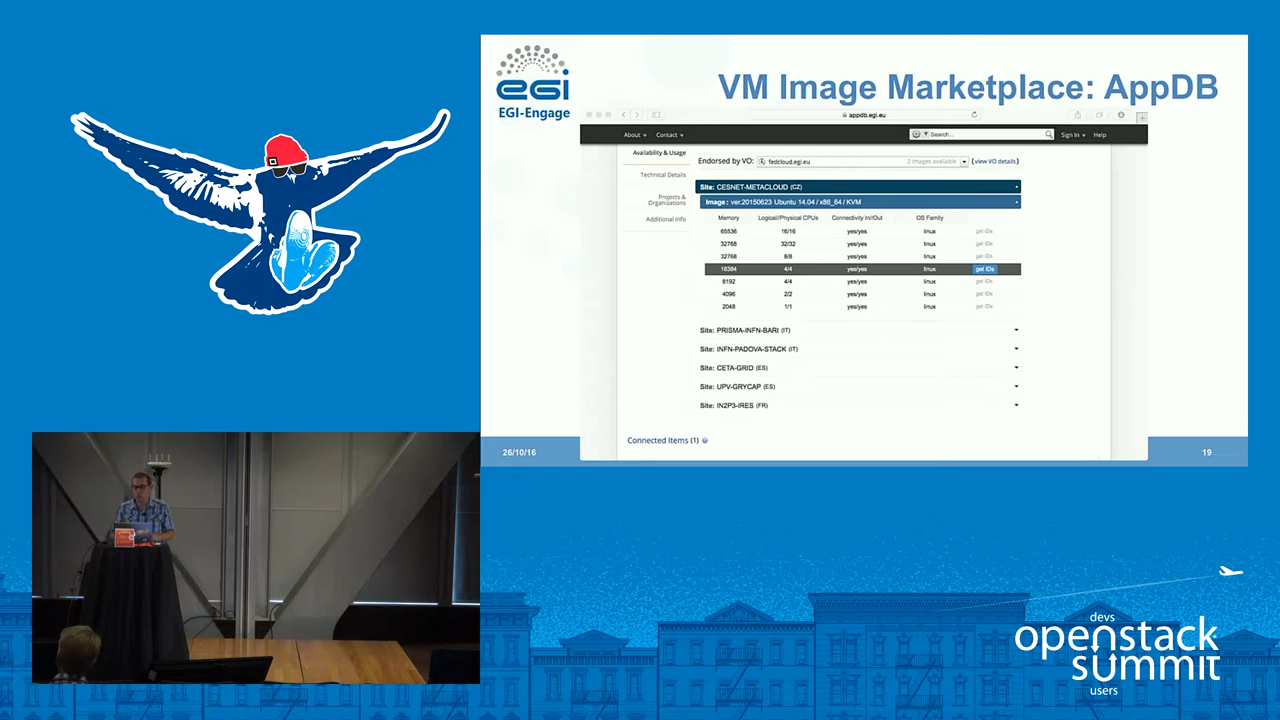 egi
EGI-Engage
VM Image Marketplace: AppDB
appdb.egi.eu
About Contact Search... Sign In Help
Availability & Usage
Technical Details
Projects &
Organizations
Additional Info
Endorsed by VO: fedcloud.egi.eu 2 images available (view VO details)
Site: CESNET-METACLOUD (CZ)
Image: ver.20150623 Ubuntu 14.04 / x86_64 / KVM
Memory Logical/Physical CPUs Connectivity In/Out OS Family
65536 16/16 yes/yes linux get IDs
32768 32/32 yes/yes linux get IDs
32768 8/8 yes/yes linux get IDs
16384 4/4 yes/yes linux get IDs
8192 4/4 yes/yes linux get IDs
4096 2/2 yes/yes linux get IDs
2048 1/1 yes/yes linux get IDs
Site: PRISMA-INFN-BARI (IT)
Site: INFN-PADOVA-STACK (IT)
Site: CETA-GRID (ES)
Site: UPV-GRYCAP (ES)
Site: IN2P3-IRES (FR)
Connected Items (1)
26/10/16
19
devs
openstack
summit
users